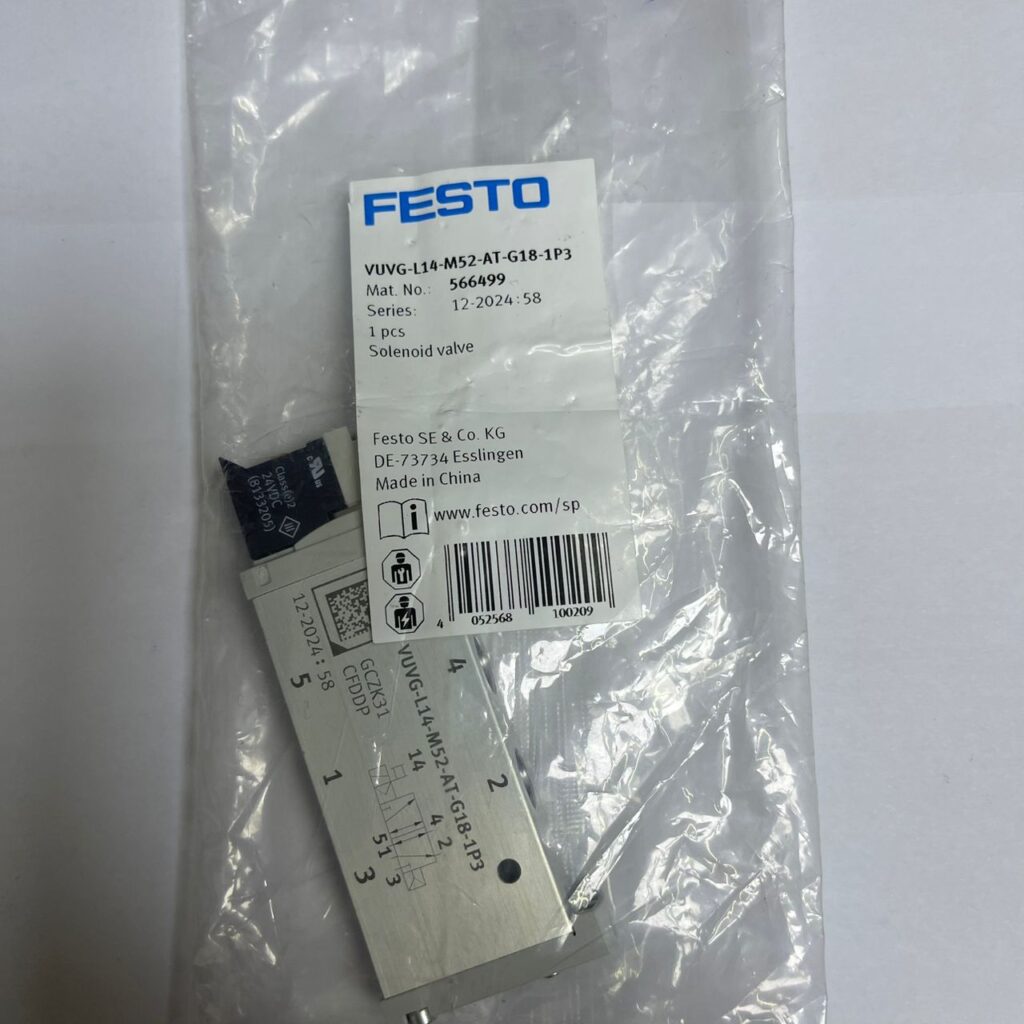 FESTO
VUVG-L14-M52-AT-G18-1P3
Mat. No.: 566499
Series: 12-2024:58
1 pcs
Solenoid valve
Festo SE & Co. KG
DE-73734 Esslingen
Made in China
i www.festo.com/sp
4 052568 100209
Class(e)2
24VDC
(8133205)
12-2024:58
GCZK31
CFDDP
VUVG-L14-M52-AT-G18-1P3
14
4 2
5 1 3
4
2
5
1
3